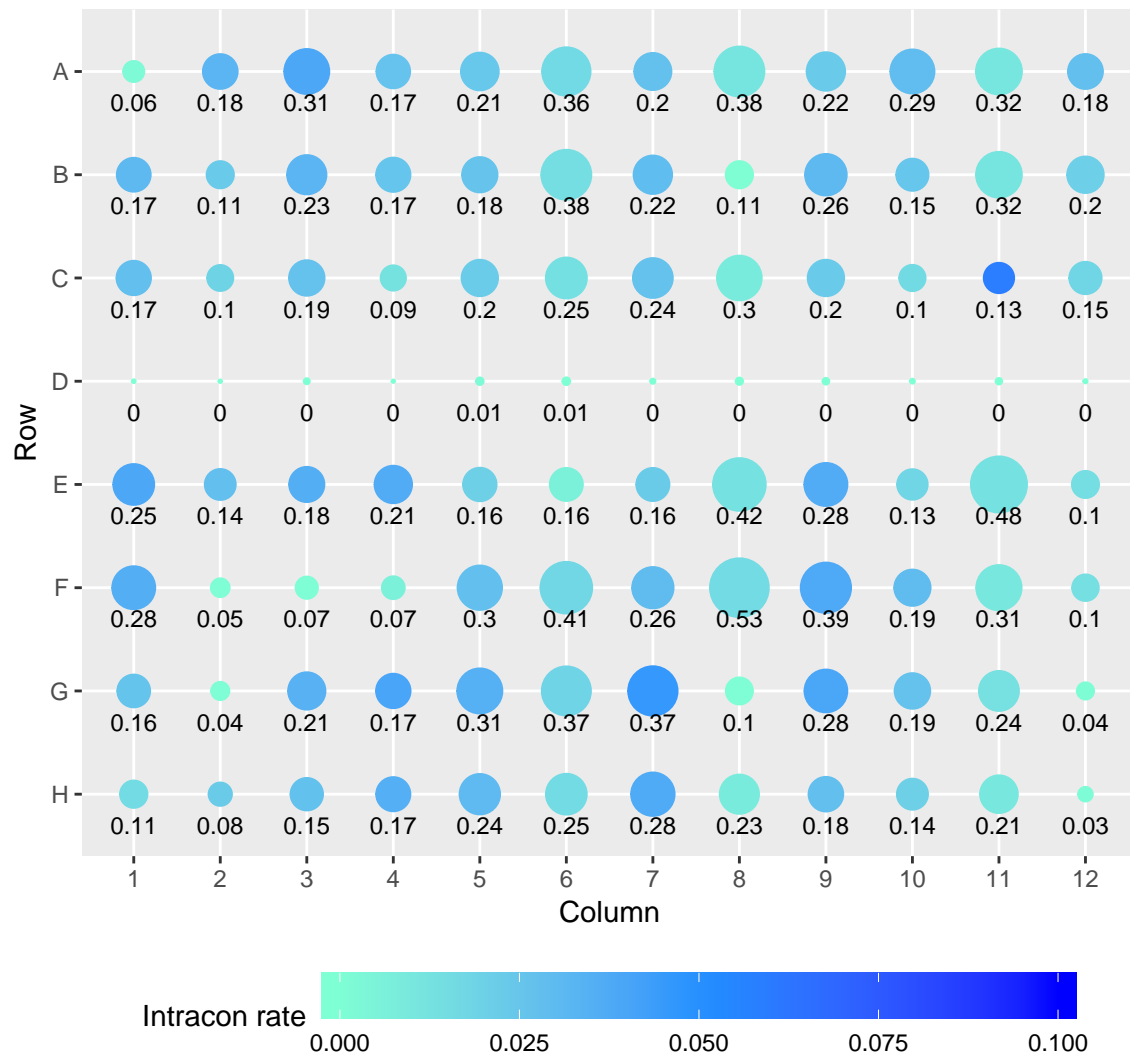 A
0.06 0.18 0.31 0.17 0.21 0.36 0.2 0.38 0.22 0.29 0.32 0.18
B
0.17 0.11 0.23 0.17 0.18 0.38 0.22 0.11 0.26 0.15 0.32 0.2
C
0.17 0.1 0.19 0.09 0.2 0.25 0.24 0.3 0.2 0.1 0.13 0.15
D
0 0 0 0 0.01 0.01 0 0 0 0 0 0
Row
E
0.25 0.14 0.18 0.21 0.16 0.16 0.16 0.42 0.28 0.13 0.48 0.1
F
0.28 0.05 0.07 0.07 0.3 0.41 0.26 0.53 0.39 0.19 0.31 0.1
G
0.16 0.04 0.21 0.17 0.31 0.37 0.37 0.1 0.28 0.19 0.24 0.04
H
0.11 0.08 0.15 0.17 0.24 0.25 0.28 0.23 0.18 0.14 0.21 0.03
1 2 3 4 5 6 7 8 9 10 11 12
Column
Intracon rate
0.000 0.025 0.050 0.075 0.100